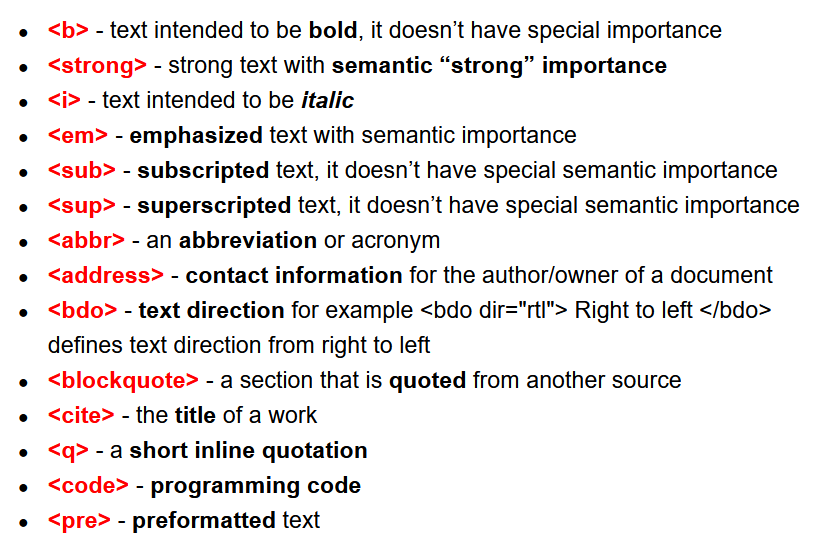 • <b> - text intended to be bold, it doesn’t have special importance
• <strong> - strong text with semantic “strong” importance
• <i> - text intended to be italic
• <em> - emphasized text with semantic importance
• <sub> - subscripted text, it doesn’t have special semantic importance
• <sup> - superscripted text, it doesn’t have special semantic importance
• <abbr> - an abbreviation or acronym
• <address> - contact information for the author/owner of a document
• <bdo> - text direction for example <bdo dir="rtl"> Right to left </bdo>
defines text direction from right to left
• <blockquote> - a section that is quoted from another source
• <cite> - the title of a work
• <q> - a short inline quotation
• <code> - programming code
• <pre> - preformatted text